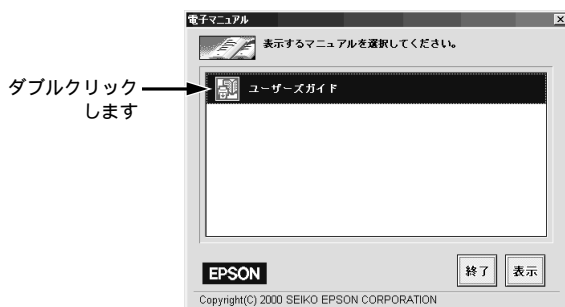 電子マニュアル
表示するマニュアルを選択してください。
ダブルクリック
します
ユーザーズガイド
EPSON
終了
表示
Copyright(C) 2000 SEIKO EPSON CORPORATION